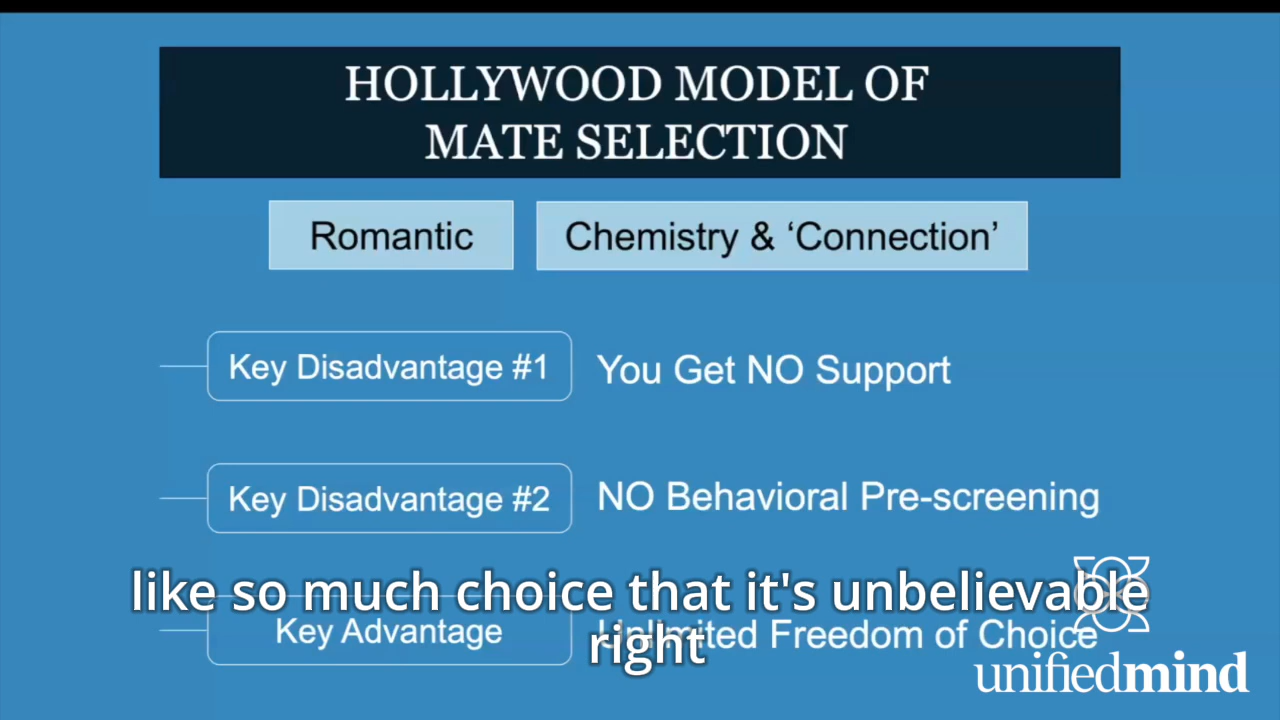 HOLLYWOOD MODEL OF
MATE SELECTION
Romantic
Chemistry & ‘Connection’
Key Disadvantage #1
You Get NO Support
Key Disadvantage #2
NO Behavioral Pre-screening
like so much choice that it's unbelievable
right
Key Advantage
Unlimited Freedom of Choice
unifiedmind